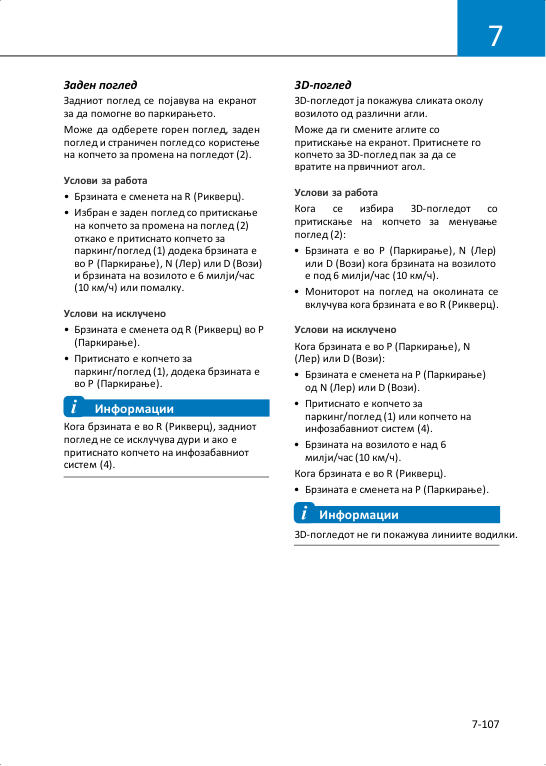 7
Заден поглед
Задниот поглед се појавува на екранот
за да помогне во паркирањето.
Може да одберете горен поглед, заден
поглед и страничен поглед со користење
на копчето за промена на погледот (2).
Услови за работа
• Брзината е сменета на R (Рикверц).
• Избран е заден поглед со притискање
на копчето за промена на поглед (2)
откако е притиснато копчето за
паркинг/поглед (1) додека брзината е
во P (Паркирање), N (Лер) или D (Вози)
и брзината на возилото е 6 милји/час
(10 км/ч) или помалку.
Услови на исклучено
• Брзината е сменета од R (Рикверц) во P
(Паркирање).
• Притиснато е копчето за
паркинг/поглед (1), додека брзината е
во P (Паркирање).
i Информации
Кога брзината е во R (Рикверц), задниот
поглед не се исклучува дури и ако е
притиснато копчето на инфозабавниот
систем (4).
3D-поглед
3D-погледот ја покажува сликата околу
возилото од различни агли.
Може да ги смените аглите со
притискање на екранот. Притиснете го
копчето за 3D-поглед пак за да се
вратите на првичниот агол.
Услови за работа
Кога се избира 3D-погледот со
притискање на копчето за менување
поглед (2):
• Брзината е во P (Паркирање), N (Лер)
или D (Вози) кога брзината на возилото
е под 6 милји/час (10 км/ч).
• Мониторот на поглед на околината се
вклучува кога брзината е во R (Рикверц).
Услови на исклучено
Кога брзината е во P (Паркирање), N
(Лер) или D (Вози):
• Брзината е сменета на P (Паркирање)
од N (Лер) или D (Вози).
• Притиснато е копчето за
паркинг/поглед (1) или копчето на
инфозабавниот систем (4).
• Брзината на возилото е над 6
милји/час (10 км/ч).
Кога брзината е во R (Рикверц).
• Брзината е сменета на P (Паркирање).
i Информации
3D-погледот не ги покажува линиите водилки.
7-107